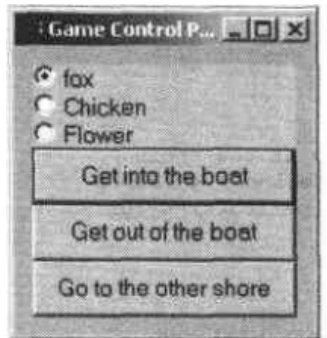 Game Control P...
fox
Chicken
Flower
Get into the boat
Get out of the boat
Go to the other shore